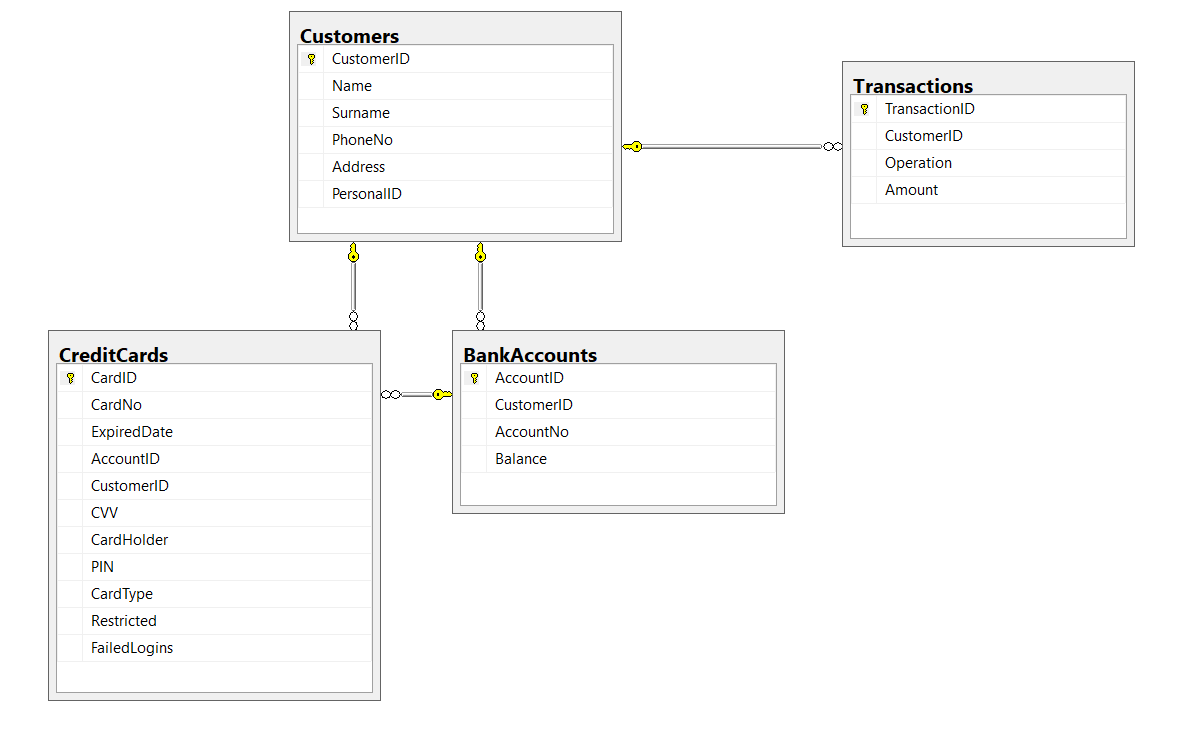 Customers
CustomerID
Name
Surname
PhoneNo
Address
PersonalID
Transactions
TransactionID
CustomerID
Operation
Amount
CreditCards
CardID
CardNo
ExpiredDate
AccountID
CustomerID
CVV
CardHolder
PIN
CardType
Restricted
FailedLogins
BankAccounts
AccountID
CustomerID
AccountNo
Balance